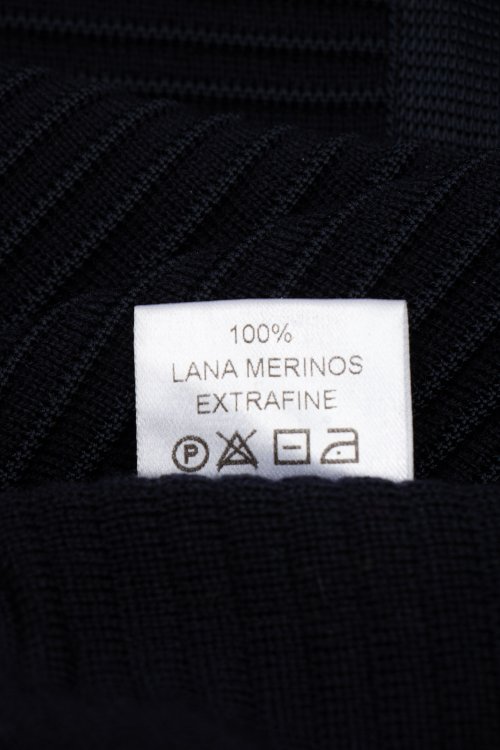 100%
LANA MERINOS
EXTRAFINE
P